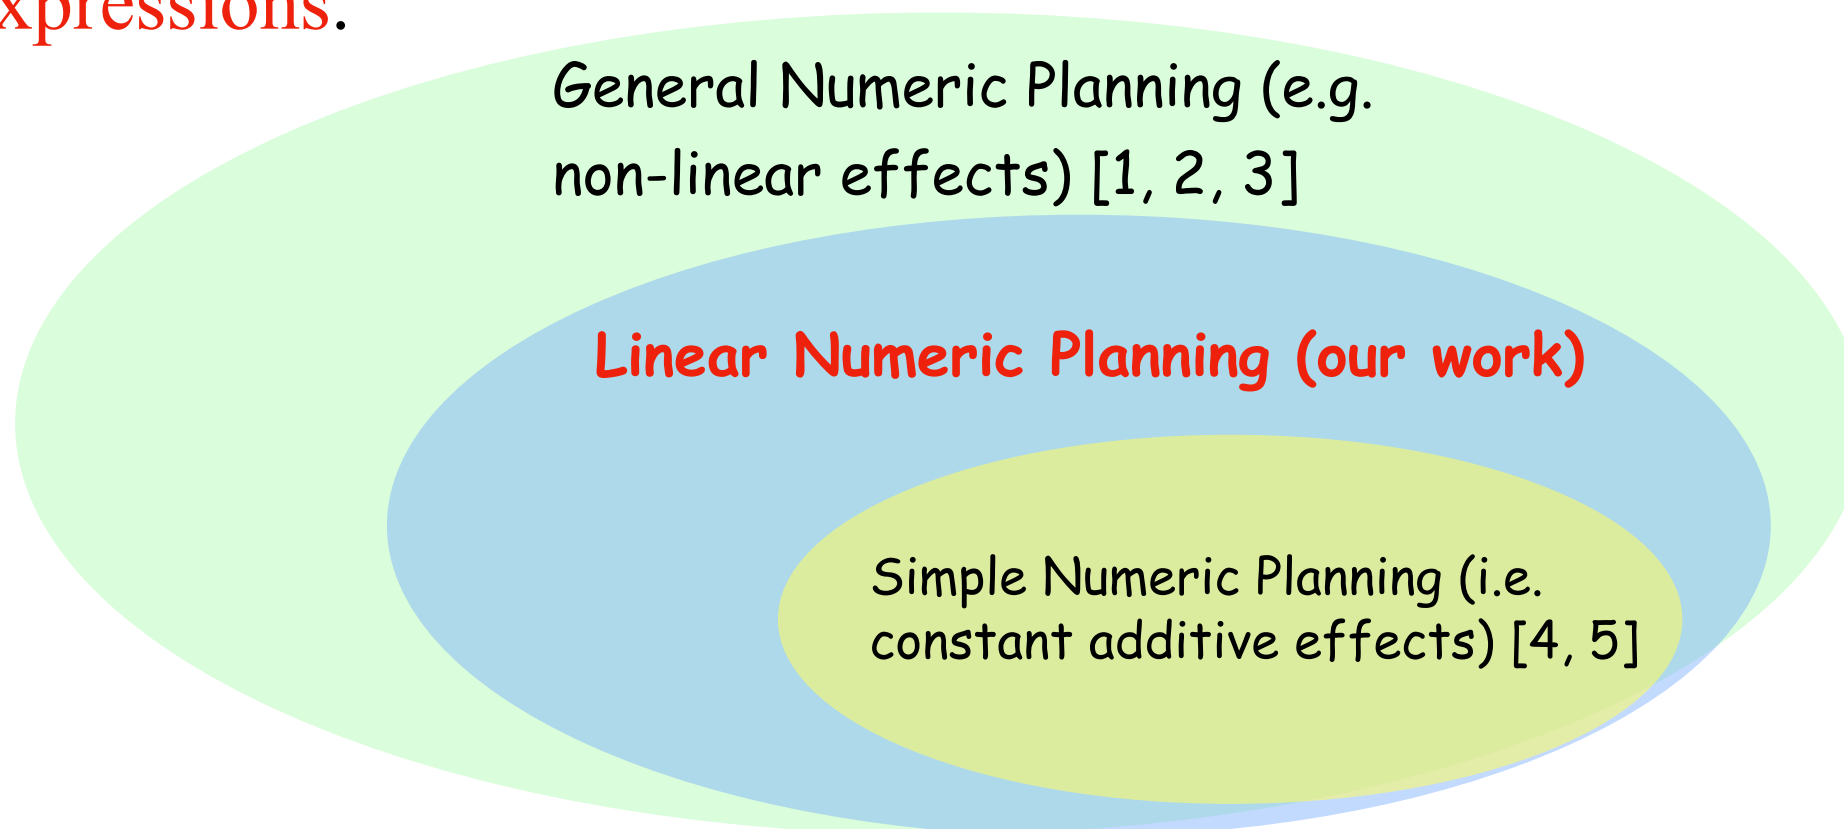 xpressions.
General Numeric Planning (e.g.
non-linear effects) [1, 2, 3]
Linear Numeric Planning (our work)
Simple Numeric Planning (i.e.
constant additive effects) [4, 5]